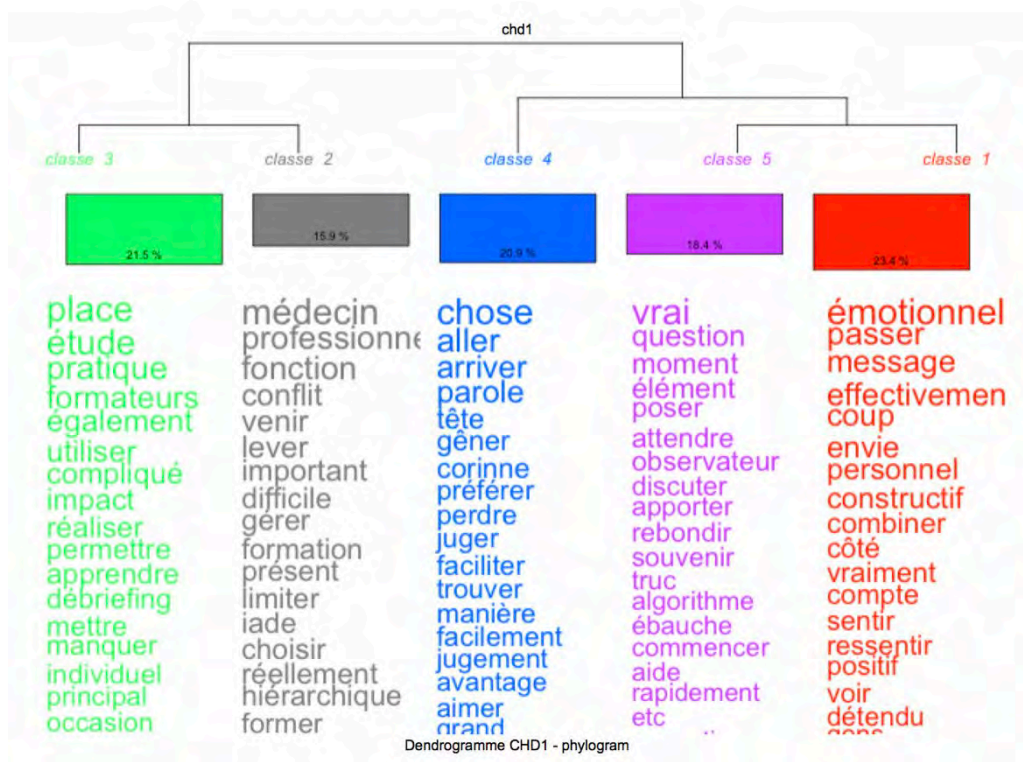 chd1
classe 3
classe 2
classe 4
classe 5
classe 1
21.5 %
15.9 %
20.9 %
18.4 %
23.4 %
place
étude
pratique
formateurs
également
utiliser
compliqué
impact
réaliser
permettre
apprendre
débriefing
mettre
manquer
individuel
principal
occasion
médecin
professionne
fonction
conflit
venir
lever
important
difficile
gérer
formation
présent
limiter
iade
choisir
réellement
hiérarchique
former
chose
aller
arriver
parole
tête
gêner
corinne
préférer
perdre
juger
faciliter
trouver
manière
facilement
jugement
avantage
aimer
grand
vrai
question
moment
élément
poser
attendre
observateur
discuter
apporter
rebondir
souvenir
truc
algorithme
ébauche
commencer
aide
rapidement
etc
émotionnel
passer
message
effectivemen
coup
envie
personnel
constructif
combiner
côté
vraiment
compte
sentir
ressentir
positif
voir
détendu
gens
Dendrogramme CHD1 - phylogram